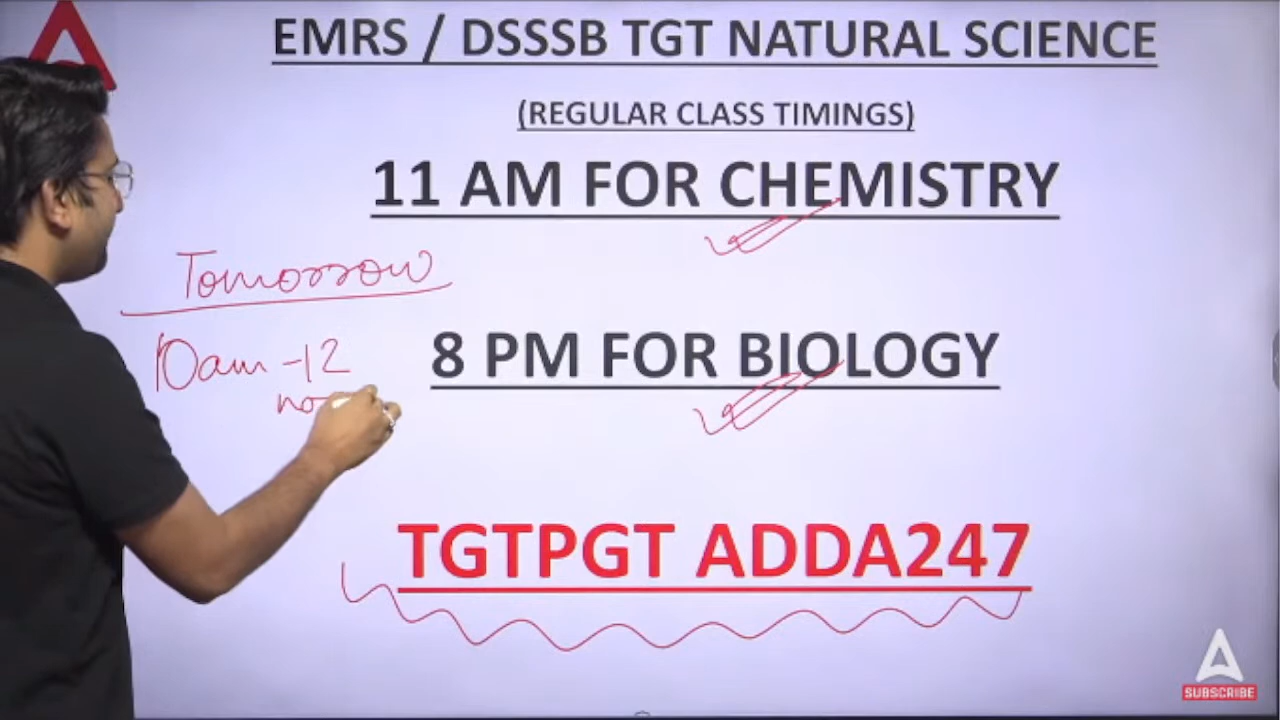 EMRS / DSSSB TGT NATURAL SCIENCE
(REGULAR CLASS TIMINGS)
11 AM FOR CHEMISTRY
Tomorrow
10am - 12
8 PM FOR BIOLOGY
TGTPGT ADDA247
SUBSCRIBE